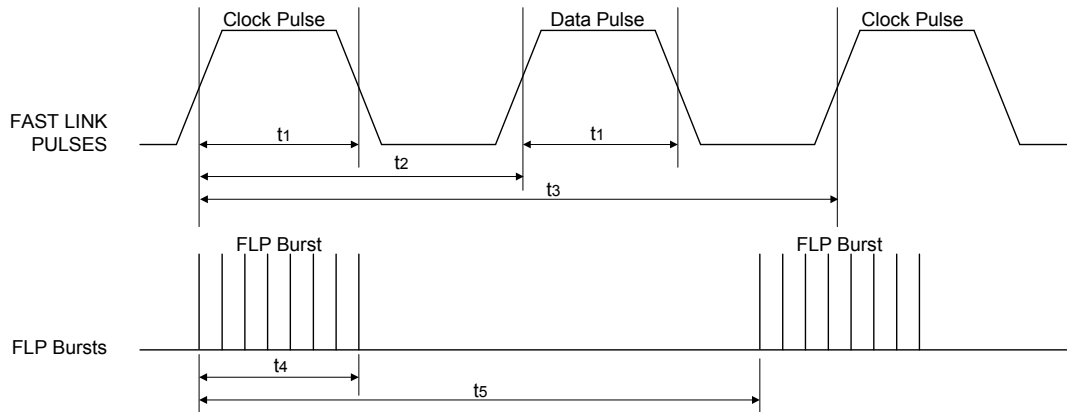 Clock Pulse
Data Pulse
Clock Pulse
FAST LINK
PULSES
t1
t1
t2
t3
FLP Burst
FLP Burst
FLP Bursts
t4
t5